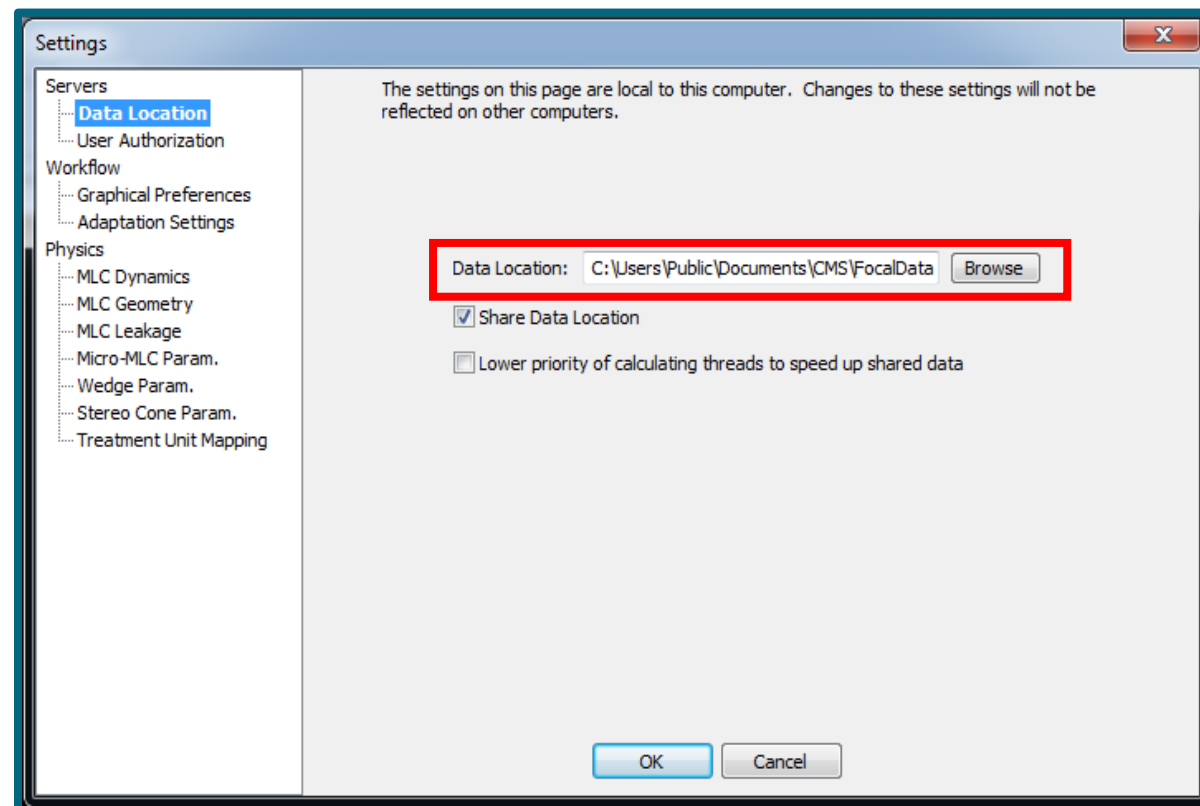 Settings
Servers
Data Location
User Authorization
Workflow
Graphical Preferences
Adaptation Settings
Physics
MLC Dynamics
MLC Geometry
MLC Leakage
Micro-MLC Param.
Wedge Param.
Stereo Cone Param.
Treatment Unit Mapping
The settings on this page are local to this computer.  Changes to these settings will not be
reflected on other computers.
Data Location: C:\Users\Public\Documents\CMS\FocalData Browse
Share Data Location
Lower priority of calculating threads to speed up shared data
OK Cancel